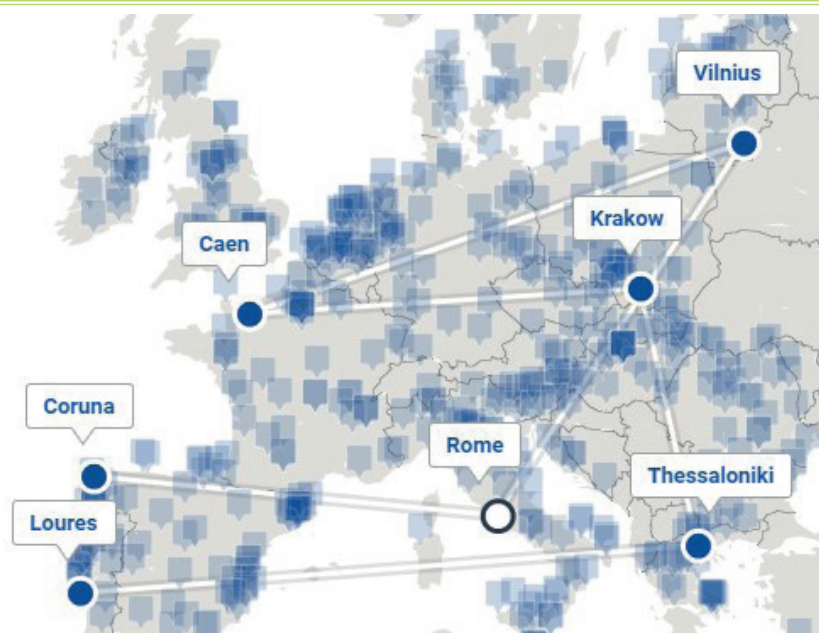 Vilnius
Krakow
Caen
Coruna
Rome
Thessaloniki
Loures